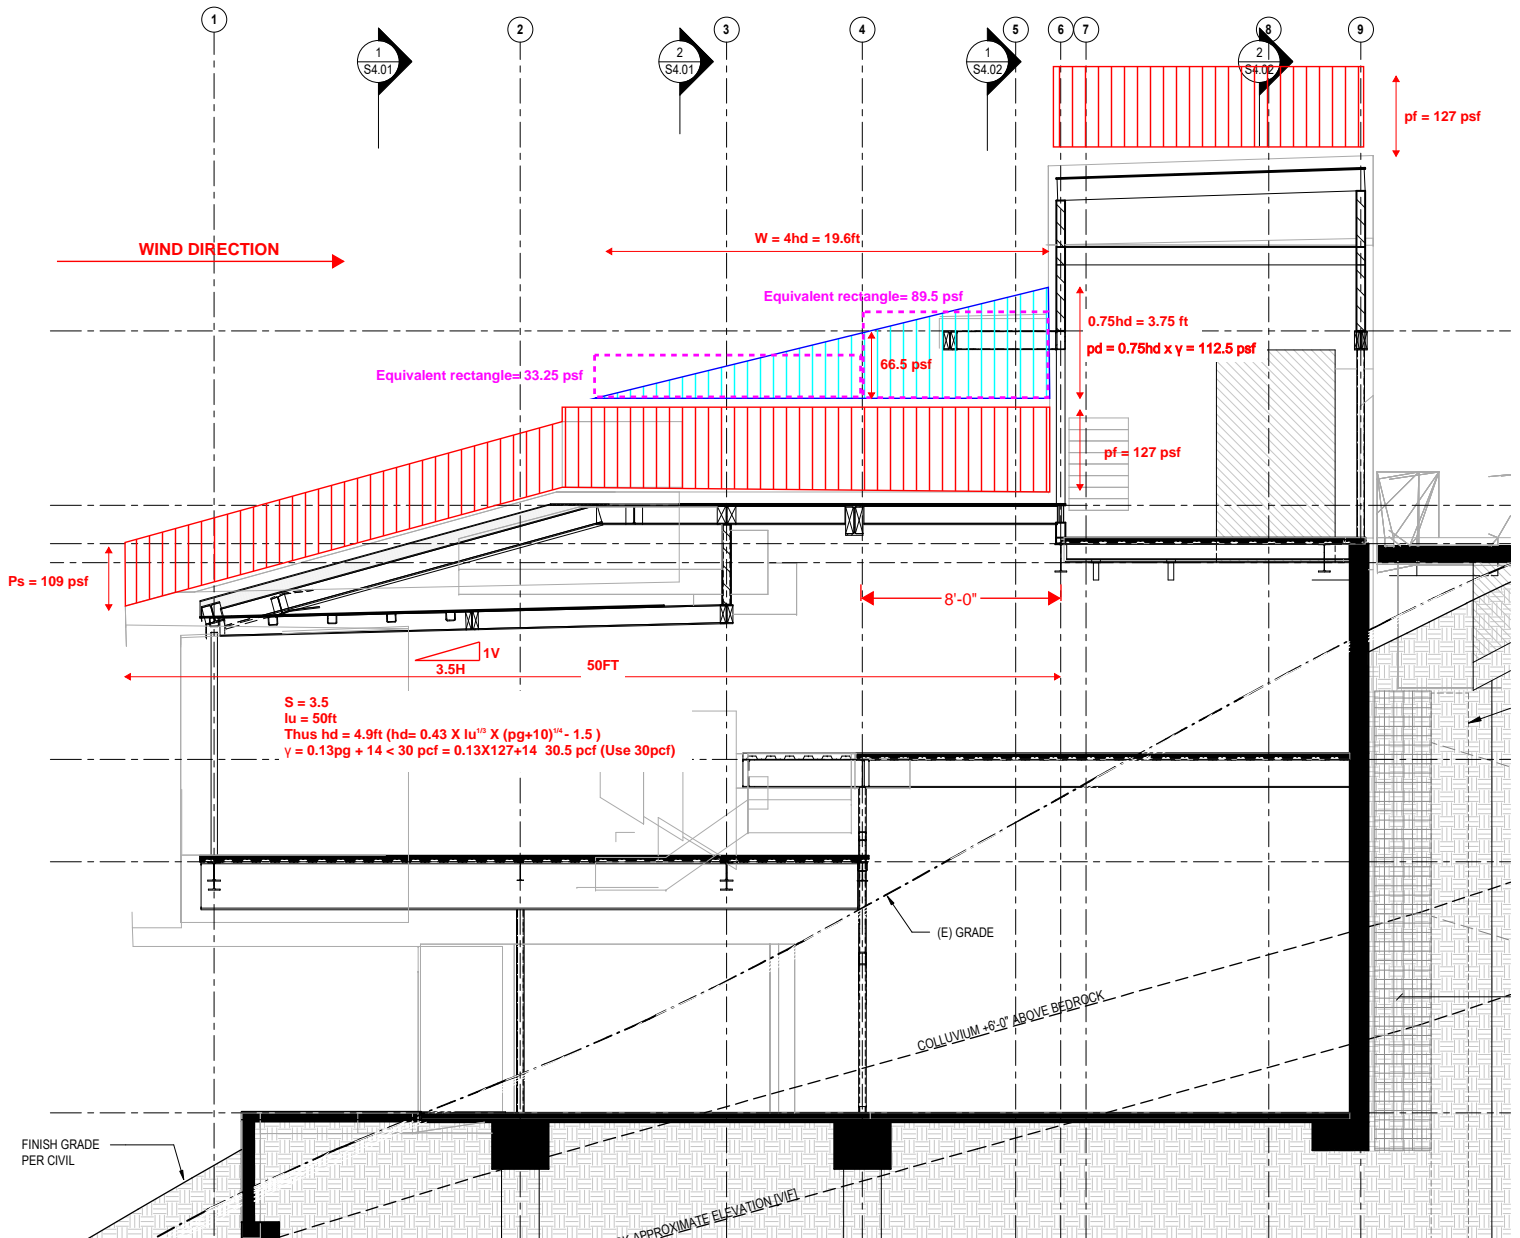 1
2
3
4
5
6
7
8
9
1
S4.01
2
S4.01
1
S4.02
2
S4.02
pf = 127 psf
WIND DIRECTION
W = 4hd = 19.6ft
Equivalent rectangle= 89.5 psf
0.75hd = 3.75 ft
pd = 0.75hd x γ = 112.5 psf
66.5 psf
Equivalent rectangle= 33.25 psf
pf = 127 psf
Ps = 109 psf
8'-0"
1V
3.5H
50FT
S = 3.5
lu = 50ft
Thus hd = 4.9ft (hd= 0.43 X lu¹/³ X (pg+10)¹/⁴ - 1.5 )
γ = 0.13pg + 14 < 30 pcf = 0.13X127+14 30.5 pcf (Use 30pcf)
(E) GRADE
COLLUVIUM +6'-0" ABOVE BEDROCK
FINISH GRADE
PER CIVIL
APPROXIMATE ELEVATION [VIF]